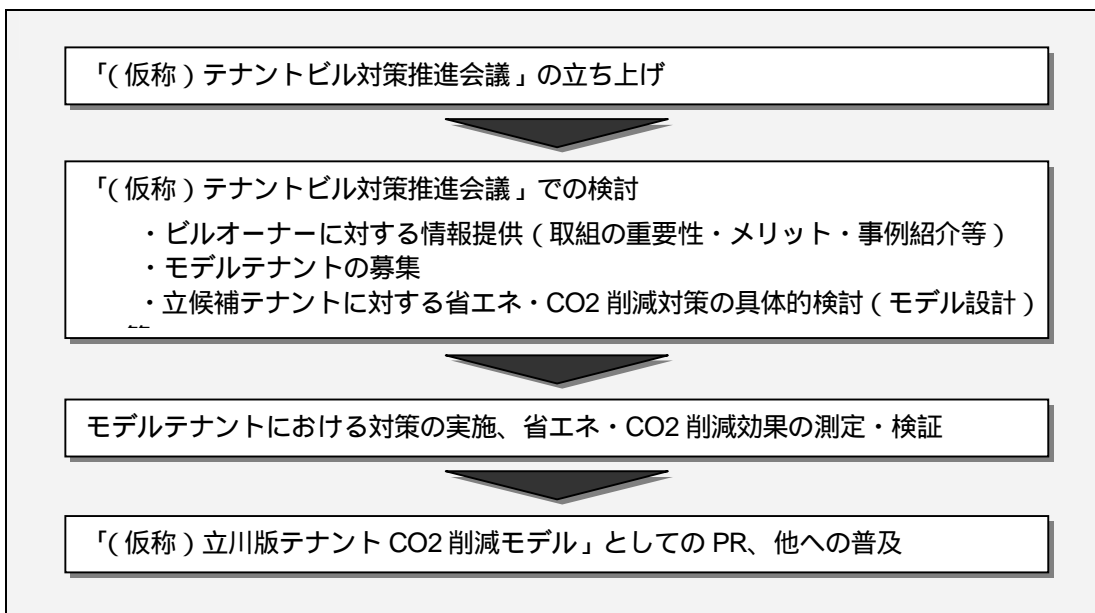 「(仮称)テナントビル対策推進会議」の立ち上げ
「(仮称)テナントビル対策推進会議」での検討
・ビルオーナーに対する情報提供(取組の重要性・メリット・事例紹介等)
・モデルテナントの募集
・立候補テナントに対する省エネ・CO2 削減対策の具体的検討(モデル設計)
モデルテナントにおける対策の実施、省エネ・CO2 削減効果の測定・検証
「(仮称)立川版テナント CO2 削減モデル」としての PR、他への普及